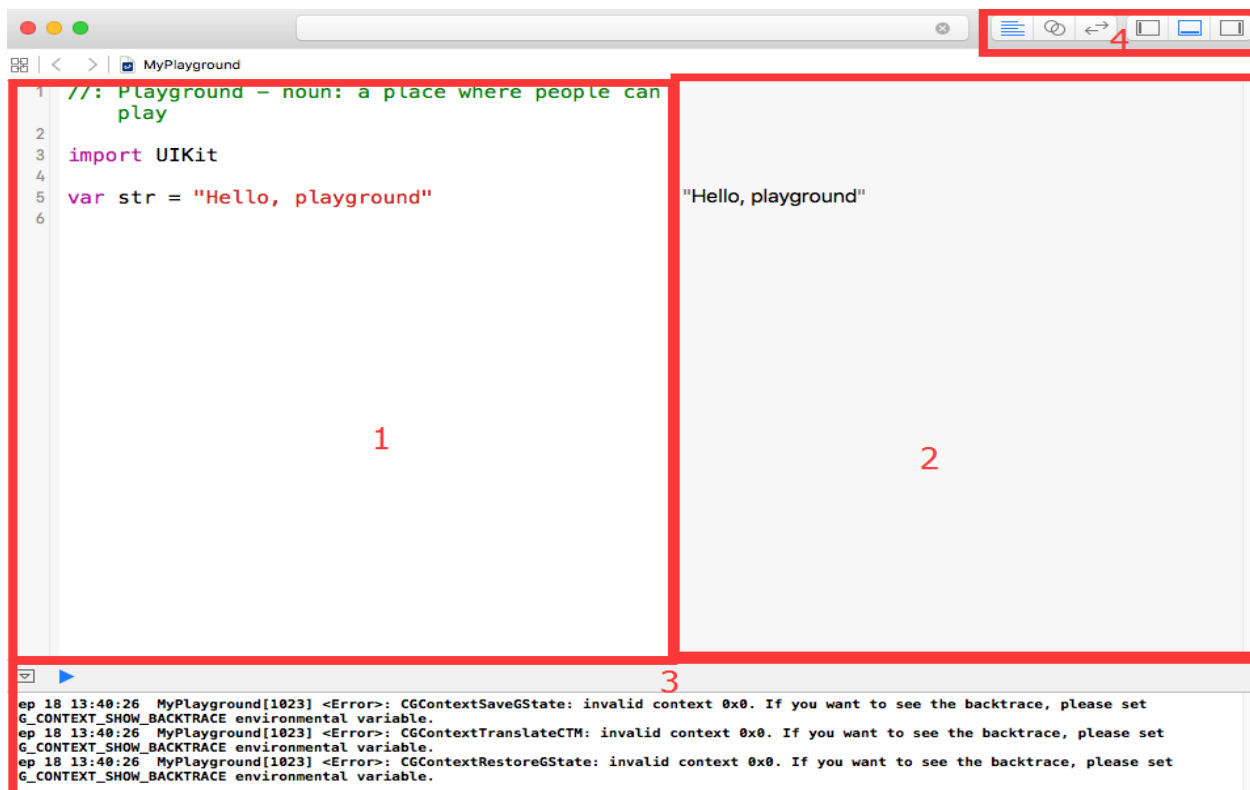 4
MyPlayground
1 //: Playground – noun: a place where people can
play
2
3 import UIKit
4
5 var str = "Hello, playground"
"Hello, playground"
6
1
2
3
ep 18 13:40:26 MyPlayground[1023] <Error>: CGContextSaveGState: invalid context 0x0. If you want to see the backtrace, please set
G_CONTEXT_SHOW_BACKTRACE environmental variable.
ep 18 13:40:26 MyPlayground[1023] <Error>: CGContextTranslateCTM: invalid context 0x0. If you want to see the backtrace, please set
G_CONTEXT_SHOW_BACKTRACE environmental variable.
ep 18 13:40:26 MyPlayground[1023] <Error>: CGContextRestoreGState: invalid context 0x0. If you want to see the backtrace, please set
G_CONTEXT_SHOW_BACKTRACE environmental variable.